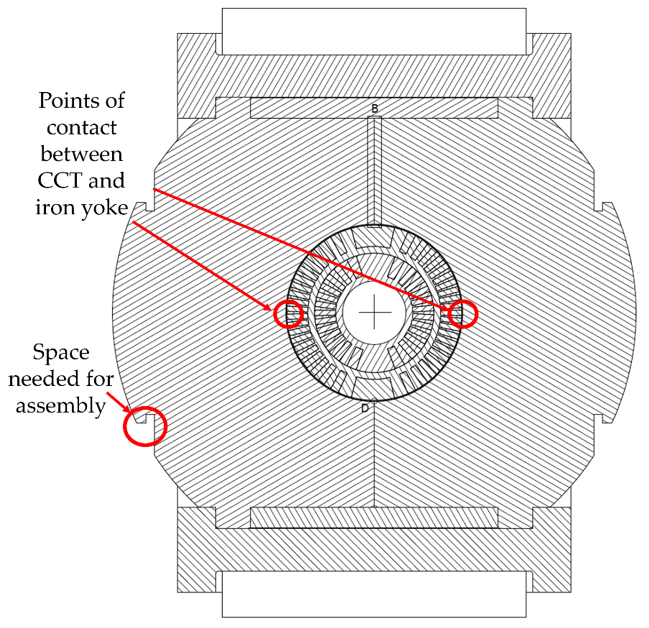 Points of
contact
between
CCT and
iron yoke
B
Space
needed for
assembly
D